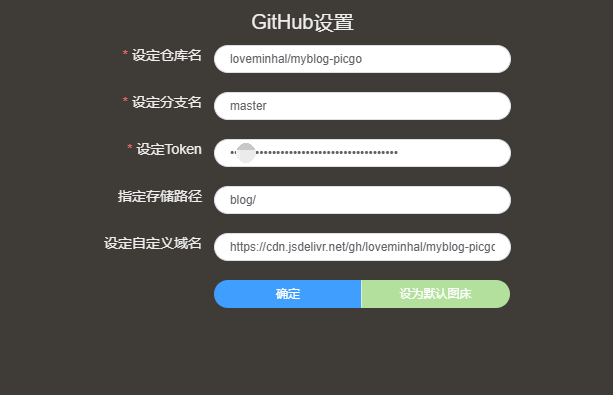 GitHub设置
* 设定仓库名 loveminhal/myblog-picgo
* 设定分支名 master
* 设定Token
指定存储路径 blog/
设定自定义域名 https://cdn.jsdelivr.net/gh/loveminhal/myblog-picgo
确定 设为默认图床